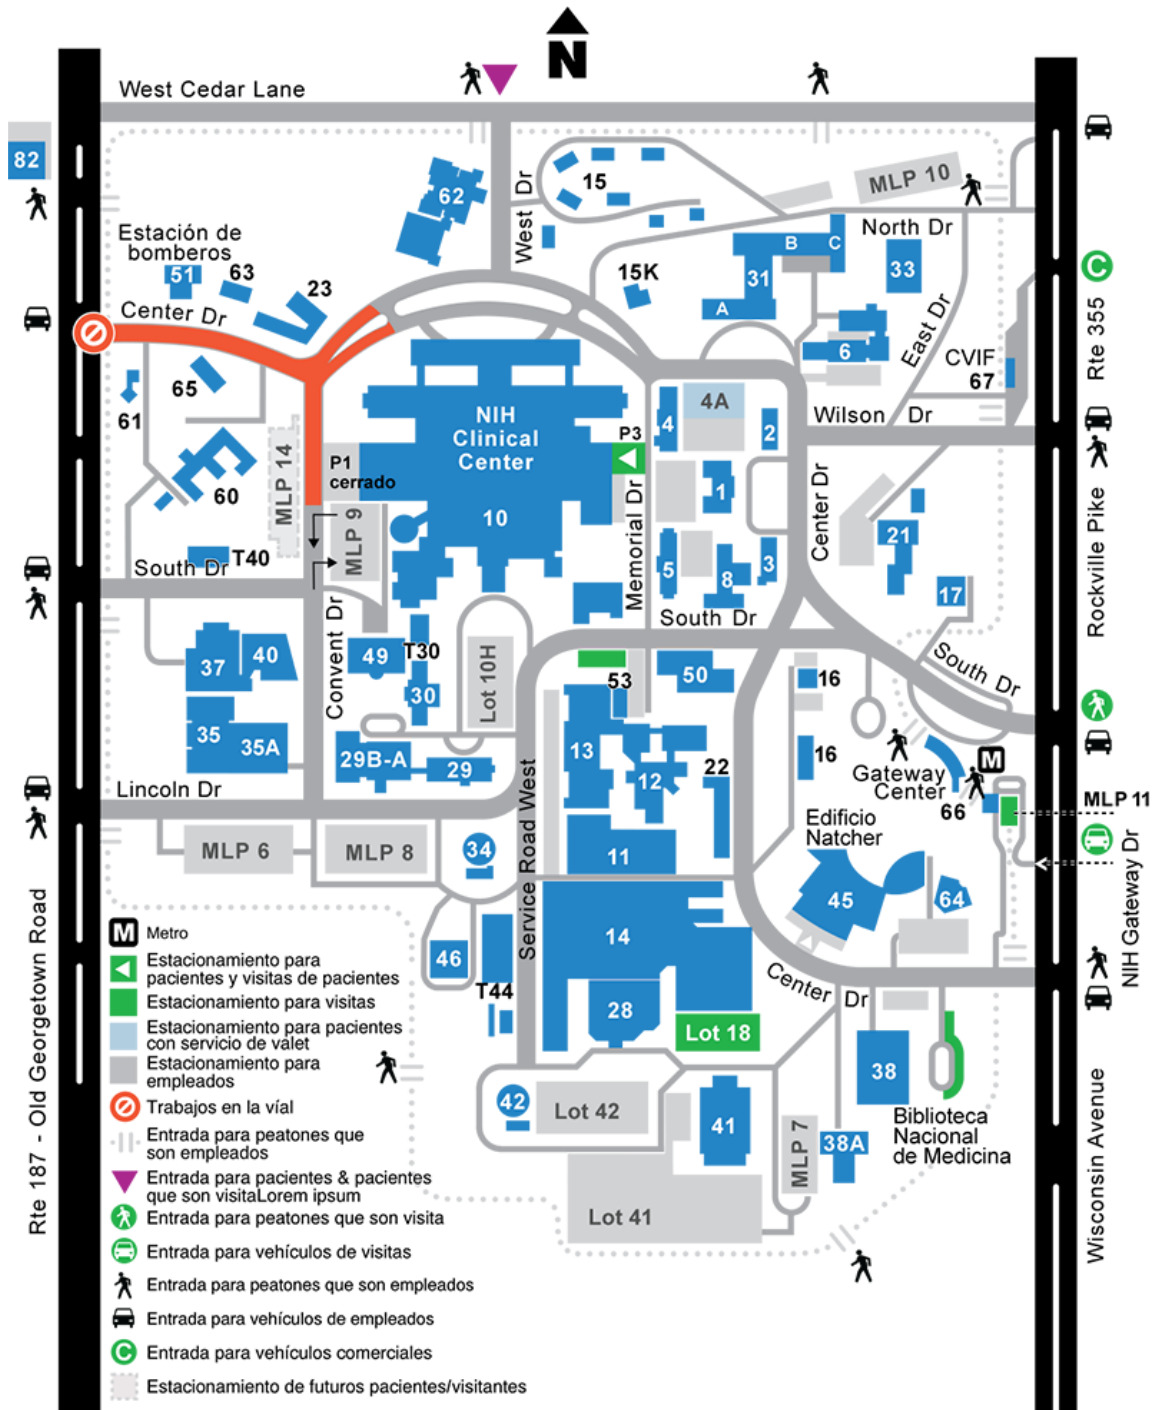 N
West Cedar Lane
82
62
West Dr
15
MLP 10
North Dr
B
C
31
A
33
15K
Estación de
bomberos
51
63
23
Center Dr
6
East Dr
CVIF
67
Rte 355
C
65
61
60
MLP 14
P1
cerrado
MLP 9
NIH
Clinical
Center
10
P3
4
4A
2
Wilson Dr
1
Memorial Dr
Center Dr
5
8
3
21
17
Rockville Pike
T40
South Dr
South Dr
South Dr
37
40
35
35A
Convent Dr
49
T30
30
Lot 10H
29B-A
29
53
50
16
16
13
12
22
11
Gateway
Center
M
66
MLP 11
Lincoln Dr
MLP 6
MLP 8
34
Service Road West
Edificio
Natcher
45
64
NIH Gateway Dr
14
46
T44
28
Lot 18
Center Dr
38
Biblioteca
Nacional
de Medicina
38A
42
Lot 42
41
MLP 7
Lot 41
Wisconsin Avenue
Rte 187 - Old Georgetown Road
M Metro
Estacionamiento para
pacientes y visitas de pacientes
Estacionamiento para visitas
Estacionamiento para pacientes
con servicio de valet
Estacionamiento para
empleados
Trabajos en la víal
Entrada para peatones que
son empleados
Entrada para pacientes & pacientes
que son visitaLorem ipsum
Entrada para peatones que son visita
Entrada para vehículos de visitas
Entrada para peatones que son empleados
Entrada para vehículos de empleados
C Entrada para vehículos comerciales
Estacionamiento de futuros pacientes/visitantes